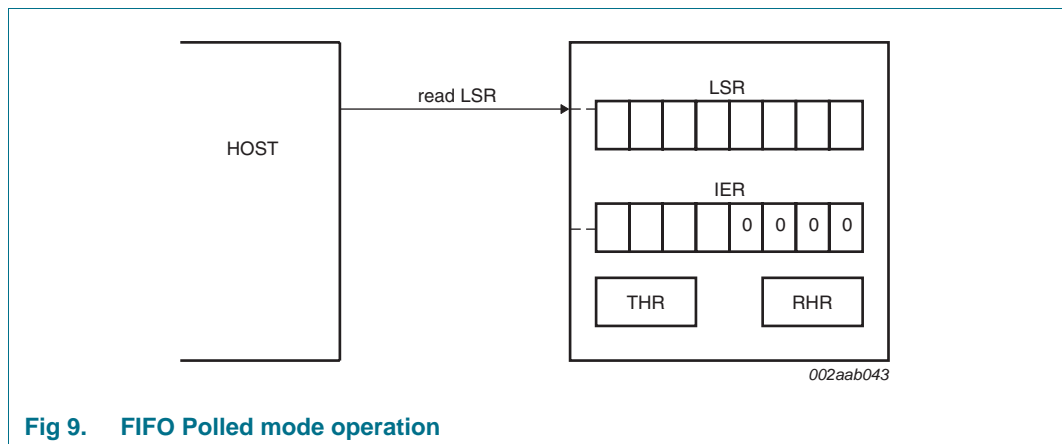 read LSR
LSR
HOST
IER
0 0 0 0
THR RHR
002aab043
Fig 9. FIFO Polled mode operation